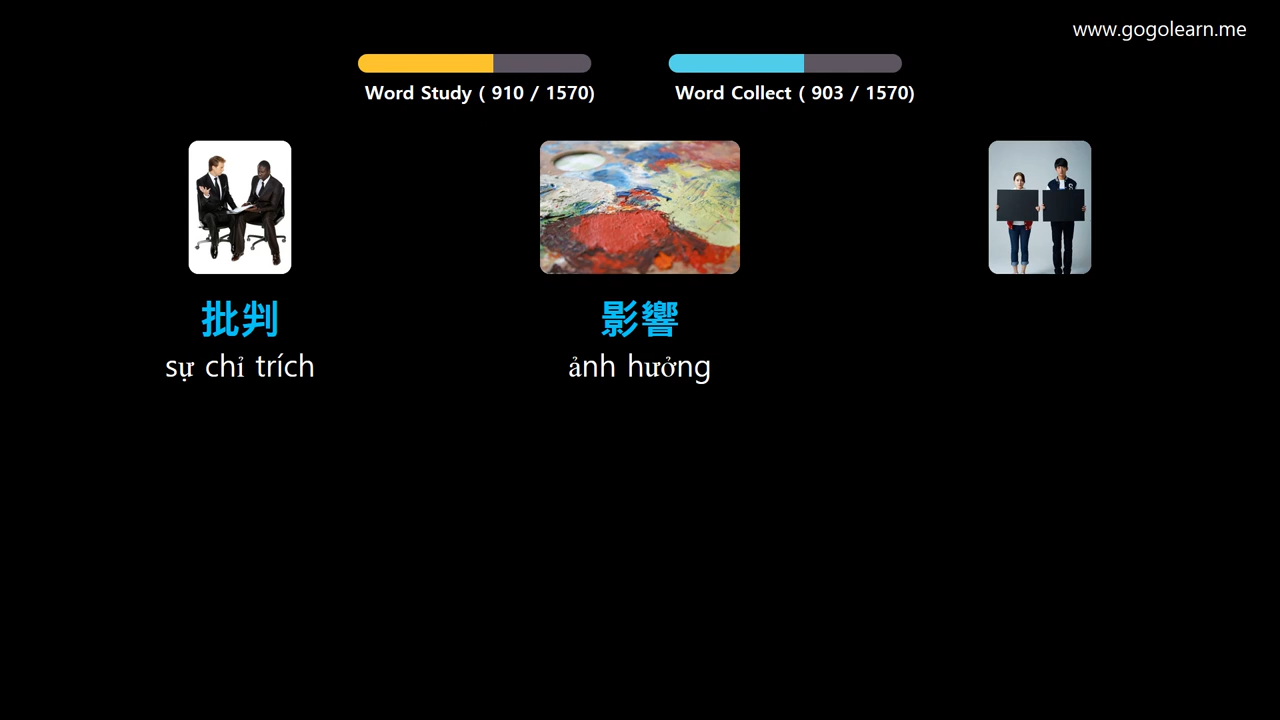 www.gogolearn.me
Word Study ( 910 / 1570)
Word Collect ( 903 / 1570)
批判
sự chỉ trích
影響
ảnh hưởng